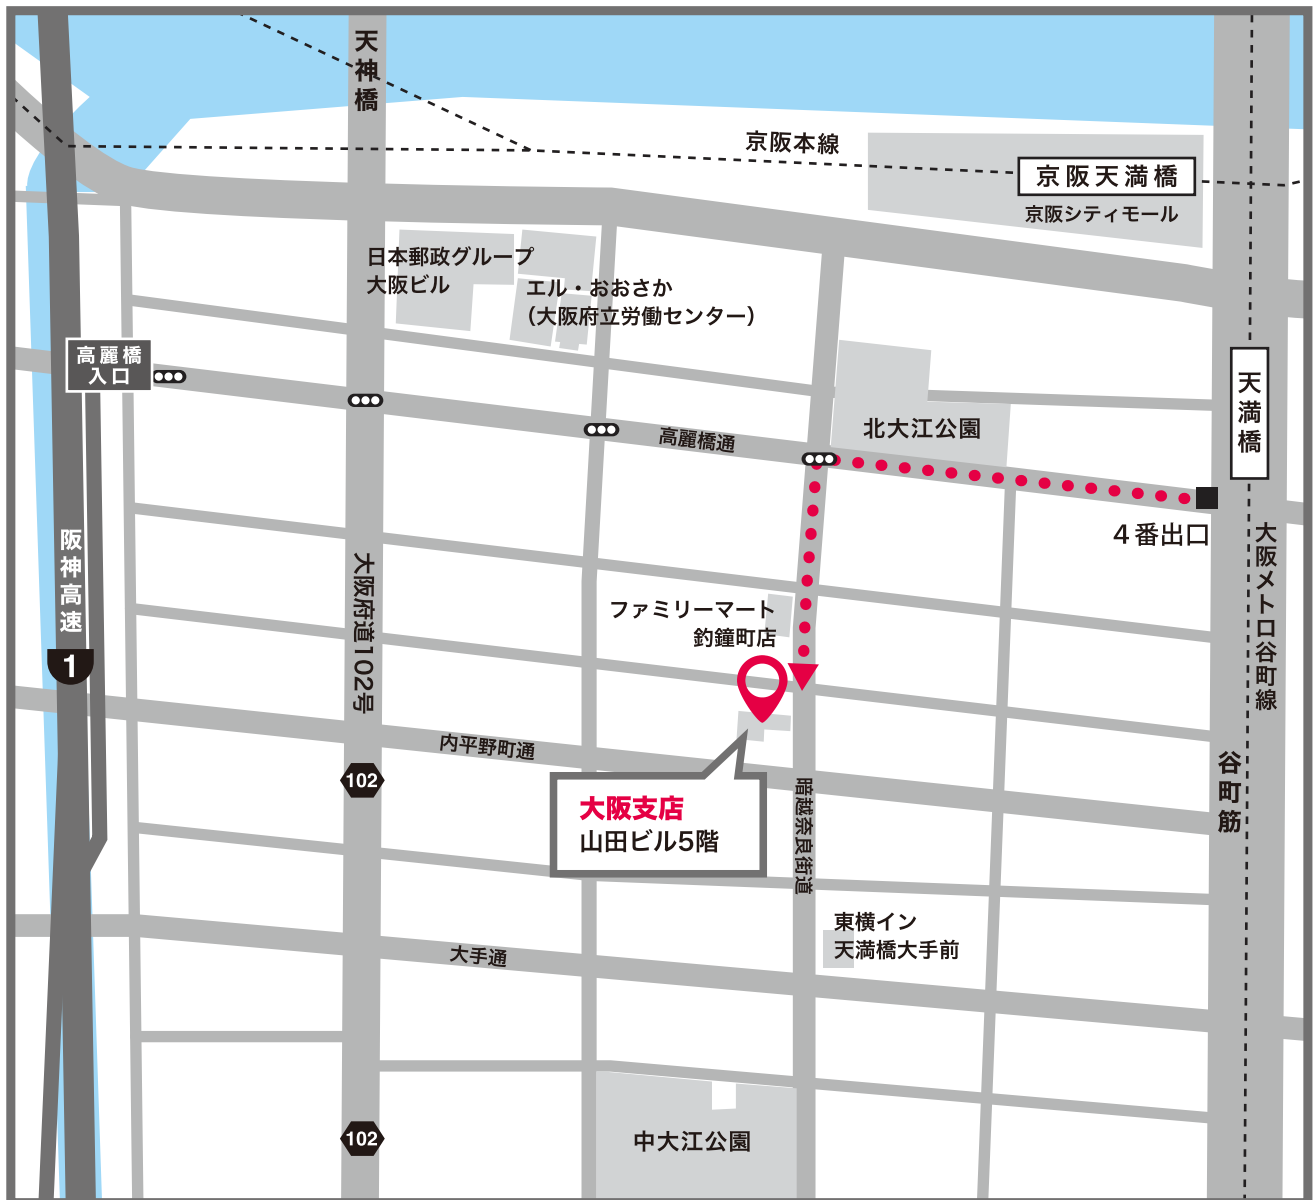 天神橋
京阪本線
京阪天満橋
京阪シティモール
日本郵政グループ
大阪ビル
エル・おおさか
（大阪府立労働センター）
高麗橋
入口
天満橋
高麗橋通
北大江公園
４番出口
阪神高速
1
大阪府道102号
大阪メトロ谷町線
ファミリーマート
釣鐘町店
内平野町通
谷町筋
102
大阪支店
山田ビル5階
暗越奈良街道
東横イン
天満橋大手前
大手通
102
中大江公園